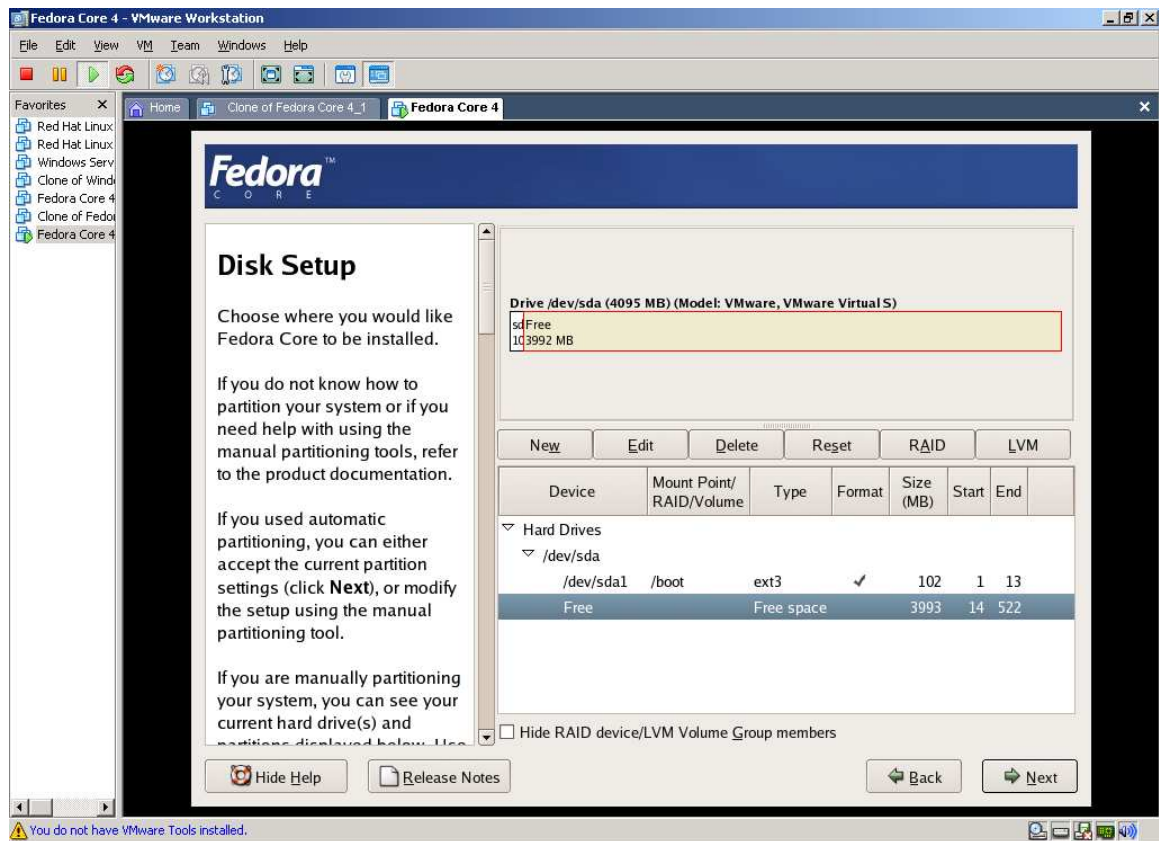 Fedora Core 4 - VMware Workstation
File Edit View VM Team Windows Help
Favorites X
Home Clone of Fedora Core 4_1 Fedora Core 4
Red Hat Linux
Red Hat Linux
Windows Serv
Clone of Wind
Fedora Core 4
Clone of Fedo
Fedora Core 4
Fedora™
CORE
Disk Setup
Choose where you would like
Fedora Core to be installed.
If you do not know how to
partition your system or if you
need help with using the
manual partitioning tools, refer
to the product documentation.
If you used automatic
partitioning, you can either
accept the current partition
settings (click Next), or modify
the setup using the manual
partitioning tool.
If you are manually partitioning
your system, you can see your
current hard drive(s) and
partitions displayed below. Use
Drive /dev/sda (4095 MB) (Model: VMware, VMware Virtual S)
sd Free
10 3992 MB
New Edit Delete Reset RAID LVM
Device Mount Point/ RAID/Volume Type Format Size (MB) Start End
Hard Drives
/dev/sda
/dev/sda1 /boot ext3 ✓ 102 1 13
Free Free space 3993 14 522
Hide RAID device/LVM Volume Group members
Hide Help Release Notes Back Next
You do not have VMware Tools installed.